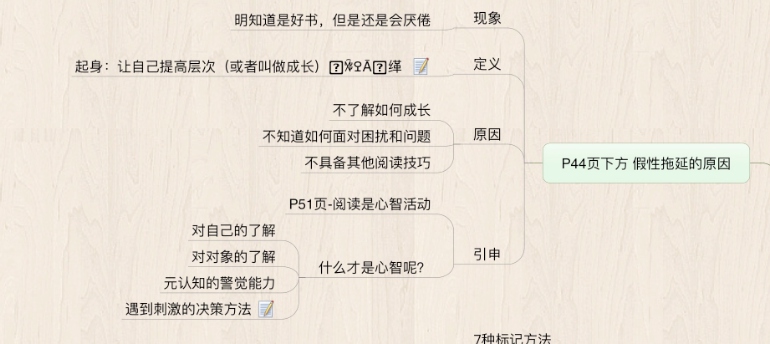 明知道是好书，但是还是会厌倦
现象
起身：让自己提高层次（或者叫做成长）
定义
不了解如何成长
不知道如何面对困扰和问题
原因
不具备其他阅读技巧
P44页下方 假性拖延的原因
P51页-阅读是心智活动
对自己的了解
对对象的了解
什么才是心智呢？
引申
元认知的警觉能力
遇到刺激的决策方法
7种标记方法